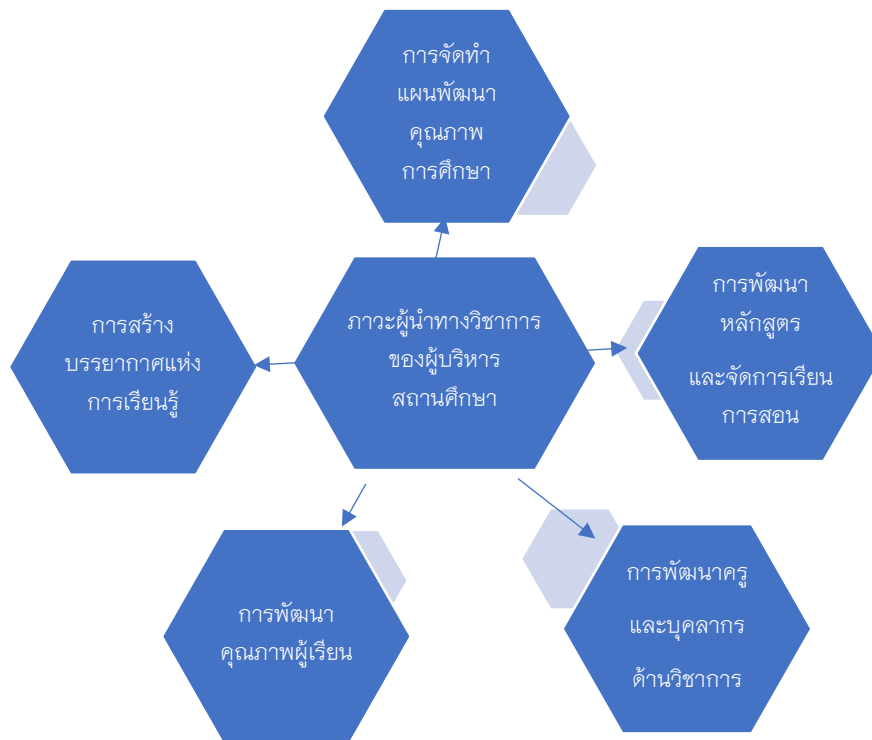 การจัดทำ
แผนพัฒนา
คุณภาพ
การศึกษา
ภาวะผู้นำทางวิชาการ
ของผู้บริหาร
สถานศึกษา
การพัฒนา
หลักสูตร
และจัดการเรียน
การสอน
การสร้าง
บรรยากาศแห่ง
การเรียนรู้
การพัฒนา
คุณภาพผู้เรียน
การพัฒนาครู
และบุคลากร
ด้านวิชาการ